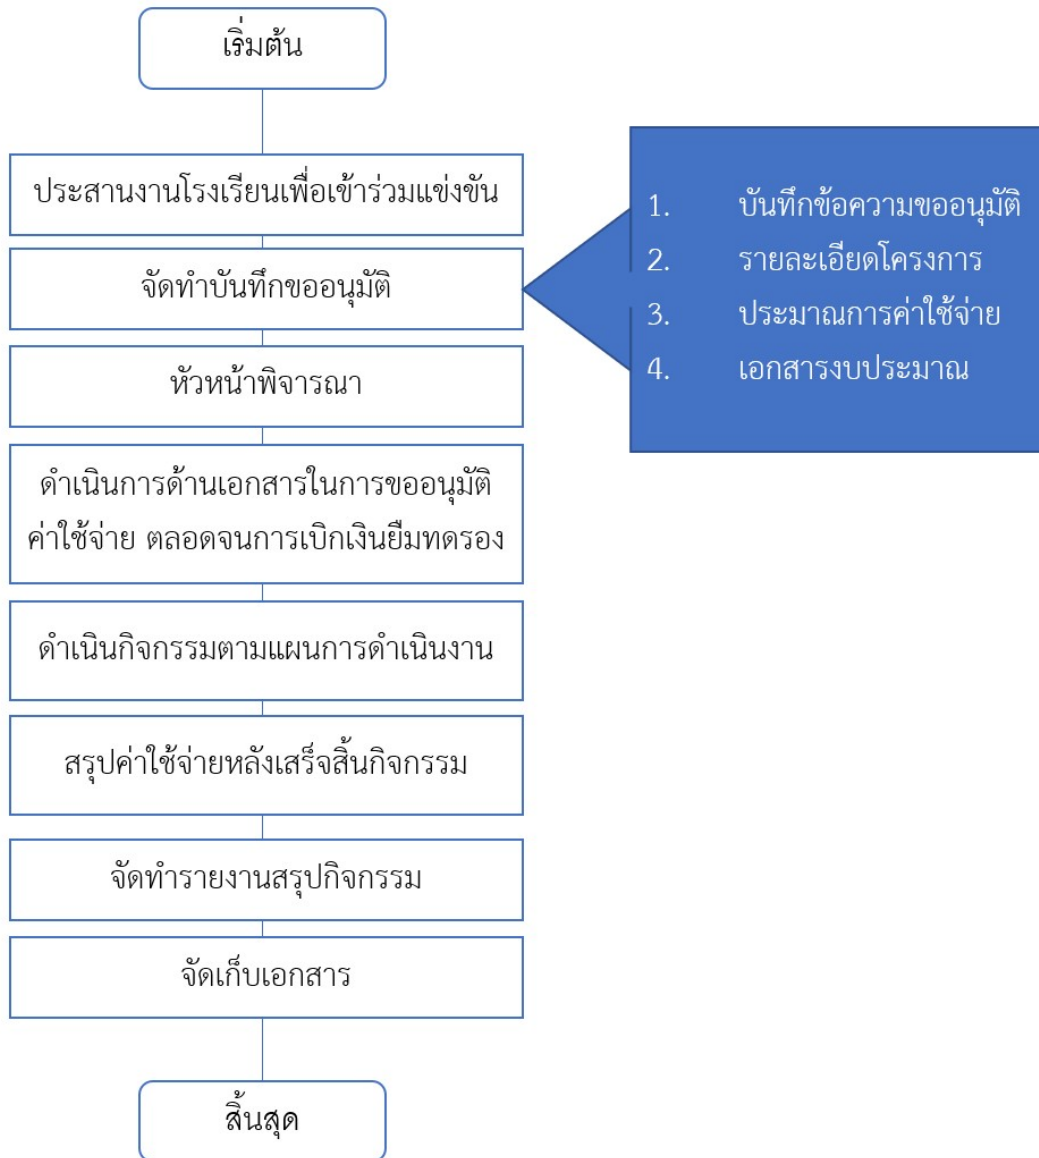 เริ่มต้น
ประสานงานโรงเรียนเพื่อเข้าร่วมแข่งขัน
จัดทำบันทึกขออนุมัติ
1. บันทึกข้อความขออนุมัติ
2. รายละเอียดโครงการ
3. ประมาณการค่าใช้จ่าย
4. เอกสารงบประมาณ
หัวหน้าพิจารณา
ดำเนินการด้านเอกสารในการขออนุมัติ
ค่าใช้จ่าย ตลอดจนการเบิกเงินยืมทดรอง
ดำเนินกิจกรรมตามแผนการดำเนินงาน
สรุปค่าใช้จ่ายหลังเสร็จสิ้นกิจกรรม
จัดทำรายงานสรุปกิจกรรม
จัดเก็บเอกสาร
สิ้นสุด